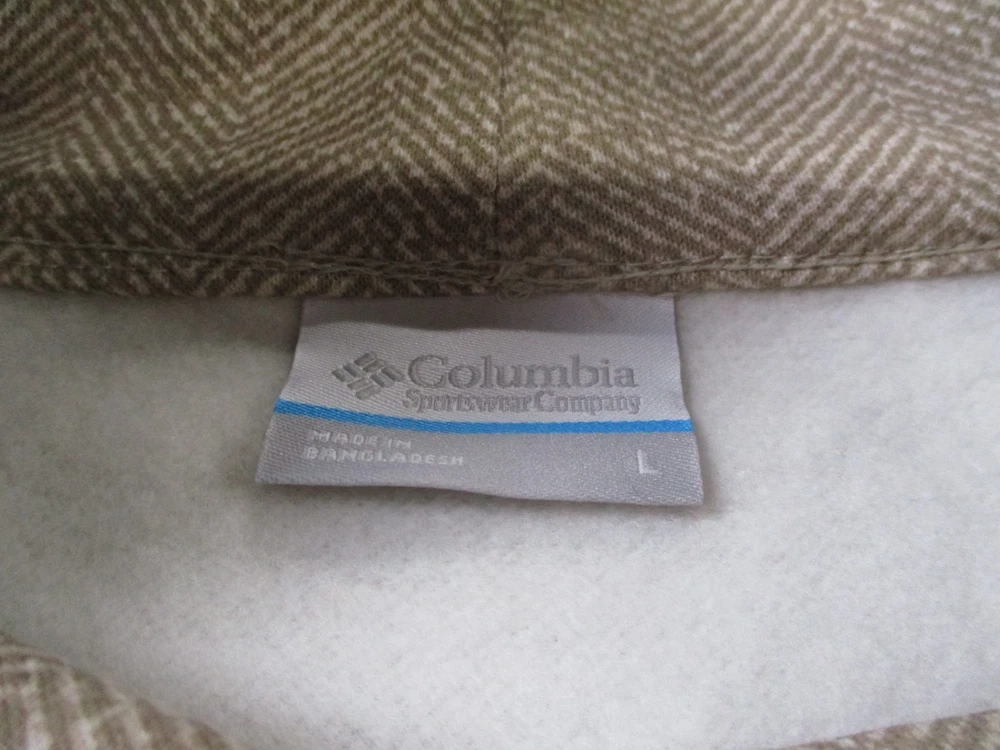 Columbia
Sportswear Company
MADE IN
BANGLADESH
L